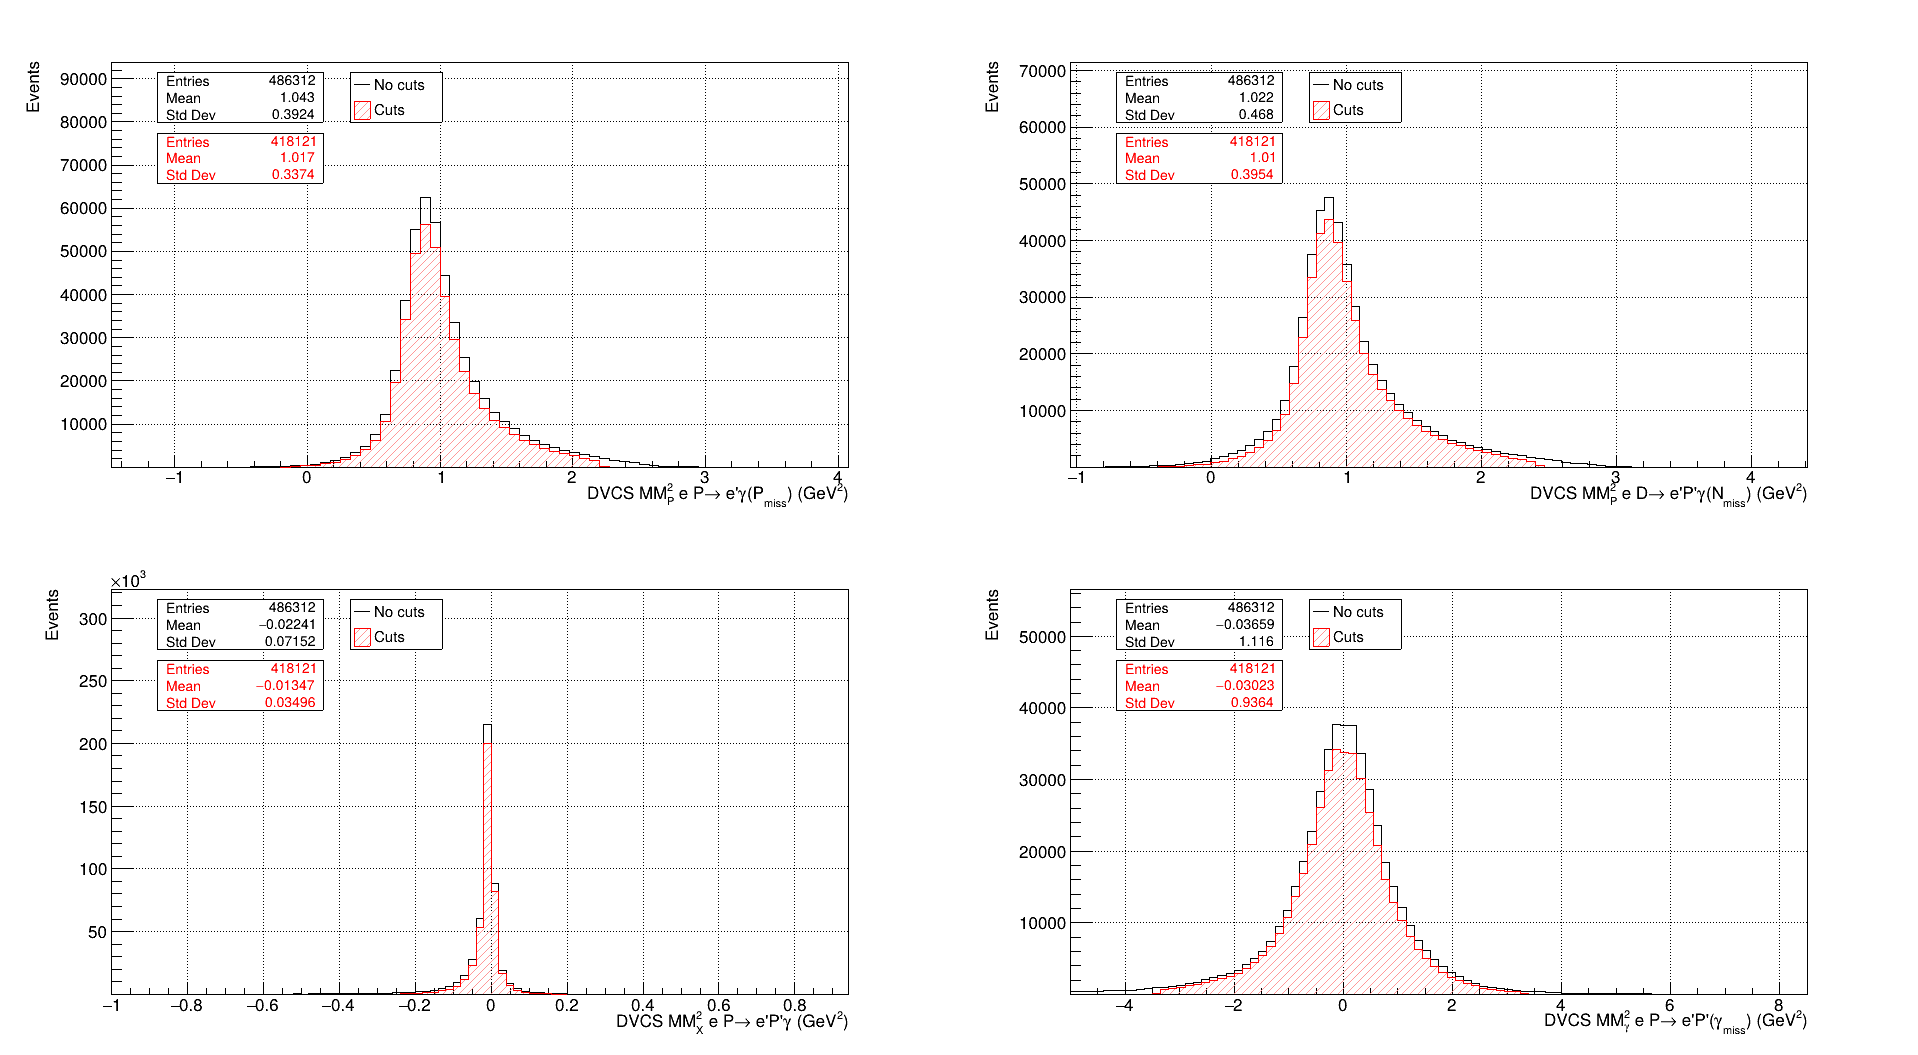 Events
90000
80000
70000
60000
50000
40000
30000
20000
10000
Entries 486312
Mean 1.043
Std Dev 0.3924
Entries 418121
Mean 1.017
Std Dev 0.3374
No cuts
Cuts
−1 0 1 2 3 4
DVCS MM²_P e P→ e'γ(P_miss) (GeV²)
Events
70000
60000
50000
40000
30000
20000
10000
Entries 486312
Mean 1.022
Std Dev 0.468
Entries 418121
Mean 1.01
Std Dev 0.3954
No cuts
Cuts
−1 0 1 2 3 4
DVCS MM²_P e D→ e'P'γ(N_miss) (GeV²)
×10³
Events
300
250
200
150
100
50
Entries 486312
Mean −0.02241
Std Dev 0.07152
Entries 418121
Mean −0.01347
Std Dev 0.03496
No cuts
Cuts
−1 −0.8 −0.6 −0.4 −0.2 0 0.2 0.4 0.6 0.8
DVCS MM²_X e P→ e'P'γ (GeV²)
Events
50000
40000
30000
20000
10000
Entries 486312
Mean −0.03659
Std Dev 1.116
Entries 418121
Mean −0.03023
Std Dev 0.9364
No cuts
Cuts
−4 −2 0 2 4 6 8
DVCS MM²_γ e P→ e'P'(γ_miss) (GeV²)